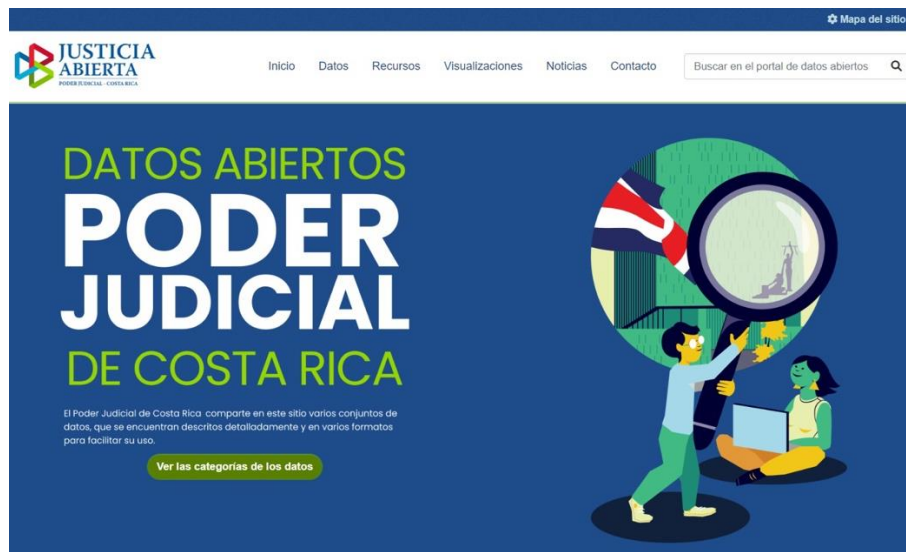 Mapa del sitio
JUSTICIA
ABIERTA
PODER JUDICIAL - COSTA RICA
Inicio Datos Recursos Visualizaciones Noticias Contacto Buscar en el portal de datos abiertos
DATOS ABIERTOS
PODER
JUDICIAL
DE COSTA RICA
El Poder Judicial de Costa Rica comparte en este sitio varios conjuntos de
datos, que se encuentran descritos detalladamente y en varios formatos
para facilitar su uso.
Ver las categorías de los datos